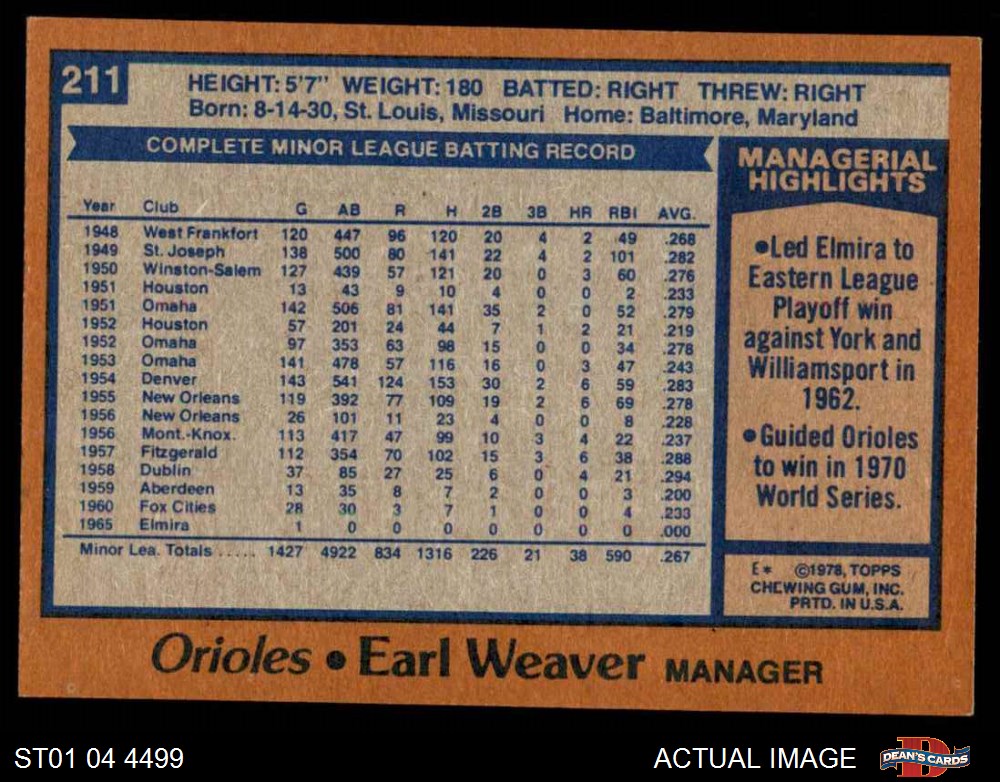 211
HEIGHT: 5'7" WEIGHT: 180 BATTED: RIGHT THREW: RIGHT
Born: 8-14-30, St. Louis, Missouri Home: Baltimore, Maryland
COMPLETE MINOR LEAGUE BATTING RECORD
Year Club G AB R H 2B 3B HR RBI AVG.
1948 West Frankfort 120 447 96 120 20 4 2 49 .268
1949 St. Joseph 138 500 80 141 22 4 2 101 .282
1950 Winston-Salem 127 439 57 121 20 0 3 60 .276
1951 Houston 13 43 9 10 4 0 0 2 .233
1951 Omaha 142 506 81 141 35 2 0 52 .279
1952 Houston 57 201 24 44 7 1 2 21 .219
1952 Omaha 97 353 63 98 15 0 0 34 .278
1953 Omaha 141 478 57 116 16 0 3 47 .243
1954 Denver 143 541 124 153 30 2 6 59 .283
1955 New Orleans 119 392 77 109 19 2 6 69 .278
1956 New Orleans 26 101 11 23 4 0 0 8 .228
1956 Mont.-Knox. 113 417 47 99 10 3 4 22 .237
1957 Fitzgerald 112 354 70 102 15 3 6 38 .288
1958 Dublin 37 85 27 25 6 0 4 21 .294
1959 Aberdeen 13 35 8 7 2 0 0 3 .200
1960 Fox Cities 28 30 3 7 1 0 0 4 .233
1965 Elmira 1 0 0 0 0 0 0 0 .000
Minor Lea. Totals ..... 1427 4922 834 1316 226 21 38 590 .267
MANAGERIAL
HIGHLIGHTS
•Led Elmira to
Eastern League
Playoff win
against York and
Williamsport in
1962.
•Guided Orioles
to win in 1970
World Series.
E* ©1978, TOPPS
CHEWING GUM, INC.
PRTD. IN U.S.A.
Orioles • Earl Weaver MANAGER
ST01 04 4499 ACTUAL IMAGE DEAN'S CARDS